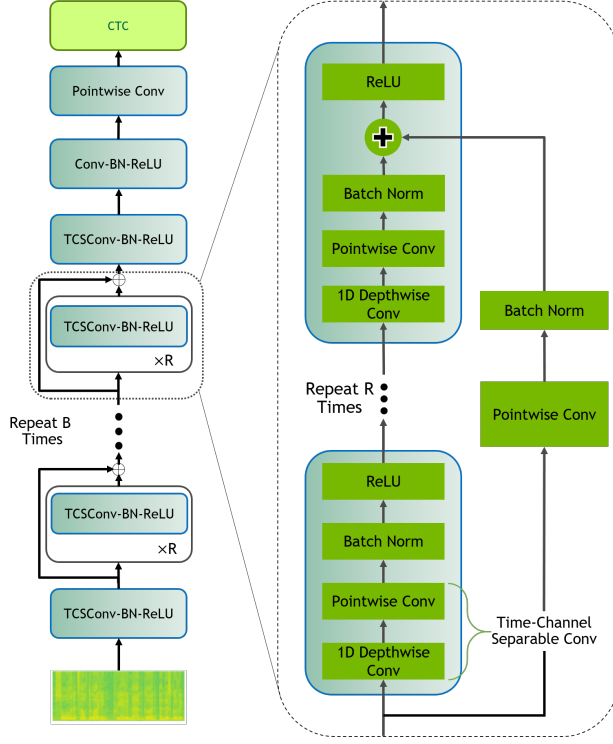 CTC
Pointwise Conv
Conv-BN-ReLU
TCSConv-BN-ReLU
TCSConv-BN-ReLU
×R
Repeat B
Times
TCSConv-BN-ReLU
×R
TCSConv-BN-ReLU
ReLU
Batch Norm
Pointwise Conv
1D Depthwise
Conv
Batch Norm
Repeat R
Times
Pointwise Conv
ReLU
Batch Norm
Pointwise Conv
Time-Channel
Separable Conv
1D Depthwise
Conv